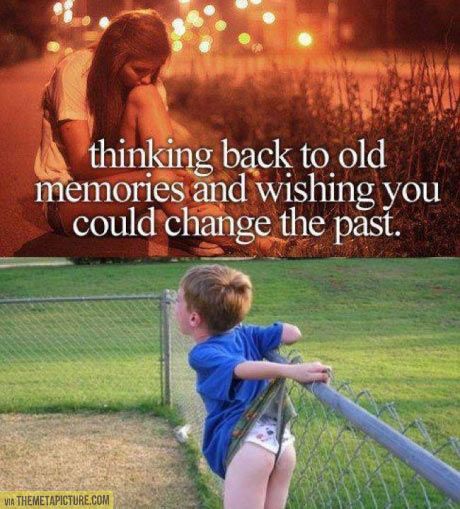 thinking back to old
memories and wishing you
could change the past.
VIA THEMETAPICTURE.COM